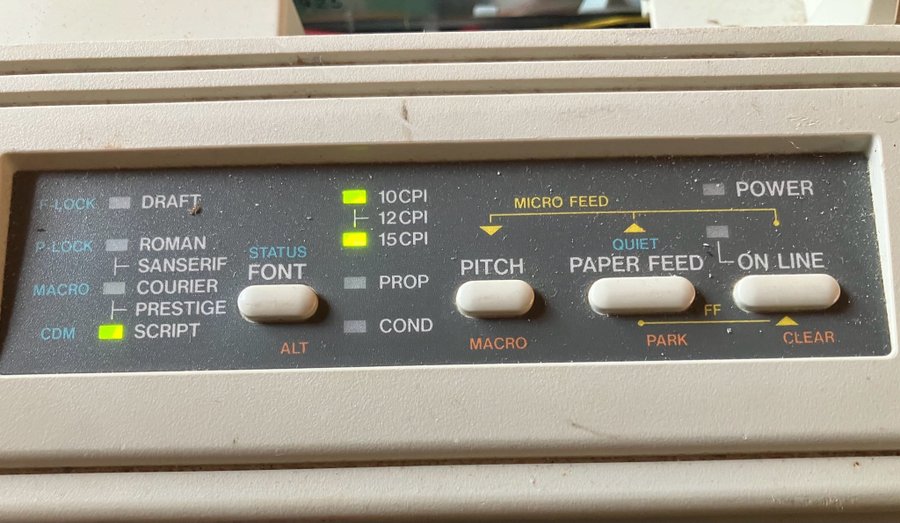 F-LOCK DRAFT
P-LOCK ROMAN
SANSERIF
MACRO COURIER
PRESTIGE
CDM SCRIPT
STATUS
FONT
ALT
10CPI
12CPI
15CPI
PROP
COND
MICRO FEED
POWER
QUIET
PITCH
PAPER FEED
ON LINE
FF
MACRO
PARK
CLEAR